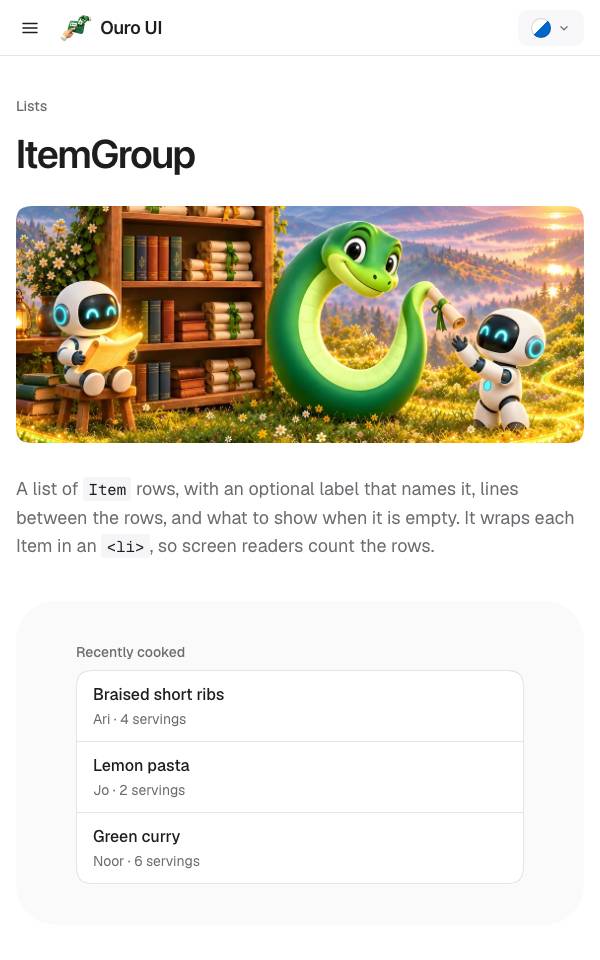 Ouro UI
Lists
ItemGroup
A list of Item rows, with an optional label that names it, lines
between the rows, and what to show when it is empty. It wraps each
Item in an <li>, so screen readers count the rows.
Recently cooked
Braised short ribs
Ari · 4 servings
Lemon pasta
Jo · 2 servings
Green curry
Noor · 6 servings